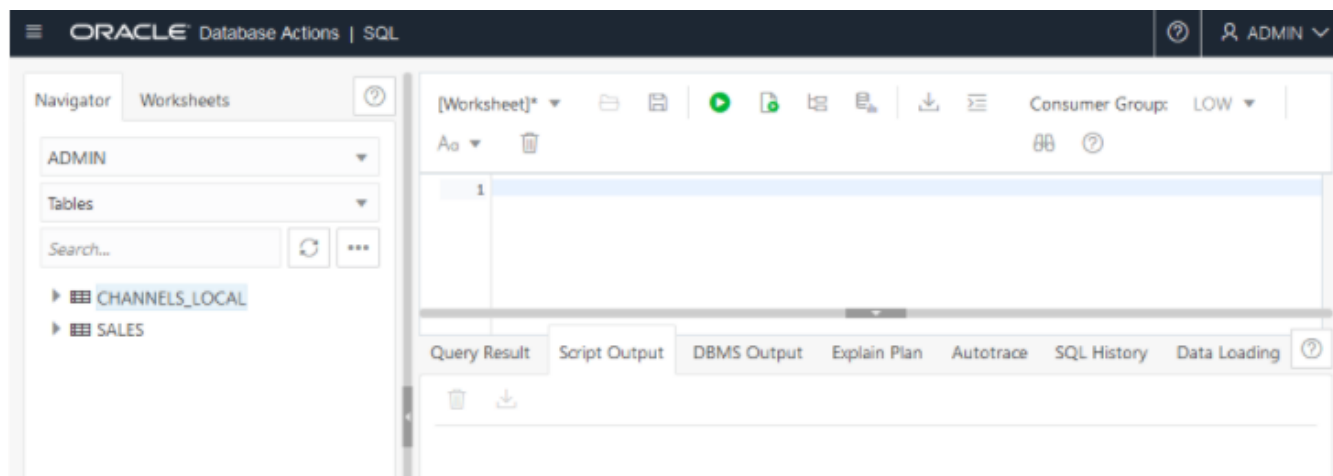 ORACLE Database Actions | SQL
ADMIN
Navigator Worksheets
ADMIN
Tables
Search...
CHANNELS_LOCAL
SALES
[Worksheet]*
Consumer Group: LOW
Aa
1
Query Result Script Output DBMS Output Explain Plan Autotrace SQL History Data Loading